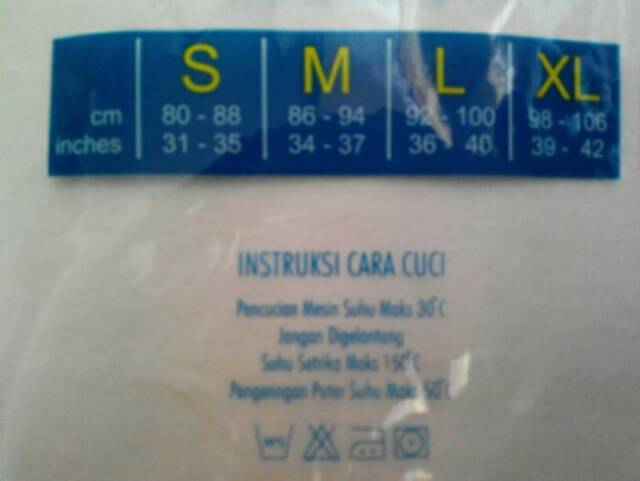 S M L XL
cm 80 - 88 86 - 94 92 - 100 98 - 106
inches 31 - 35 34 - 37 36 - 40 39 - 42
INSTRUKSI CARA CUCI
Pencucian Mesin Suhu Maks 30°C
Jangan Digelantang
Suhu Setrika Maks 150°C
Pengeringan Putar Suhu Maks 50°C